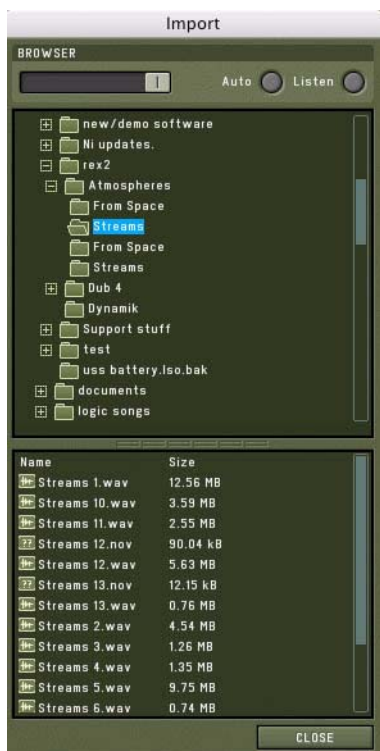 Import
BROWSER
Auto Listen
new/demo software
Ni updates.
rex2
Atmospheres
From Space
Streams
From Space
Streams
Dub 4
Dynamik
Support stuff
test
uss battery.lso.bak
documents
logic songs
Name Size
Streams 1.wav 12.56 MB
Streams 10.wav 3.59 MB
Streams 11.wav 2.55 MB
?? Streams 12.nov 90.04 kB
Streams 12.wav 5.63 MB
?? Streams 13.nov 12.15 kB
Streams 13.wav 0.76 MB
Streams 2.wav 4.54 MB
Streams 3.wav 1.26 MB
Streams 4.wav 1.35 MB
Streams 5.wav 9.75 MB
Streams 6.wav 0.74 MB
CLOSE